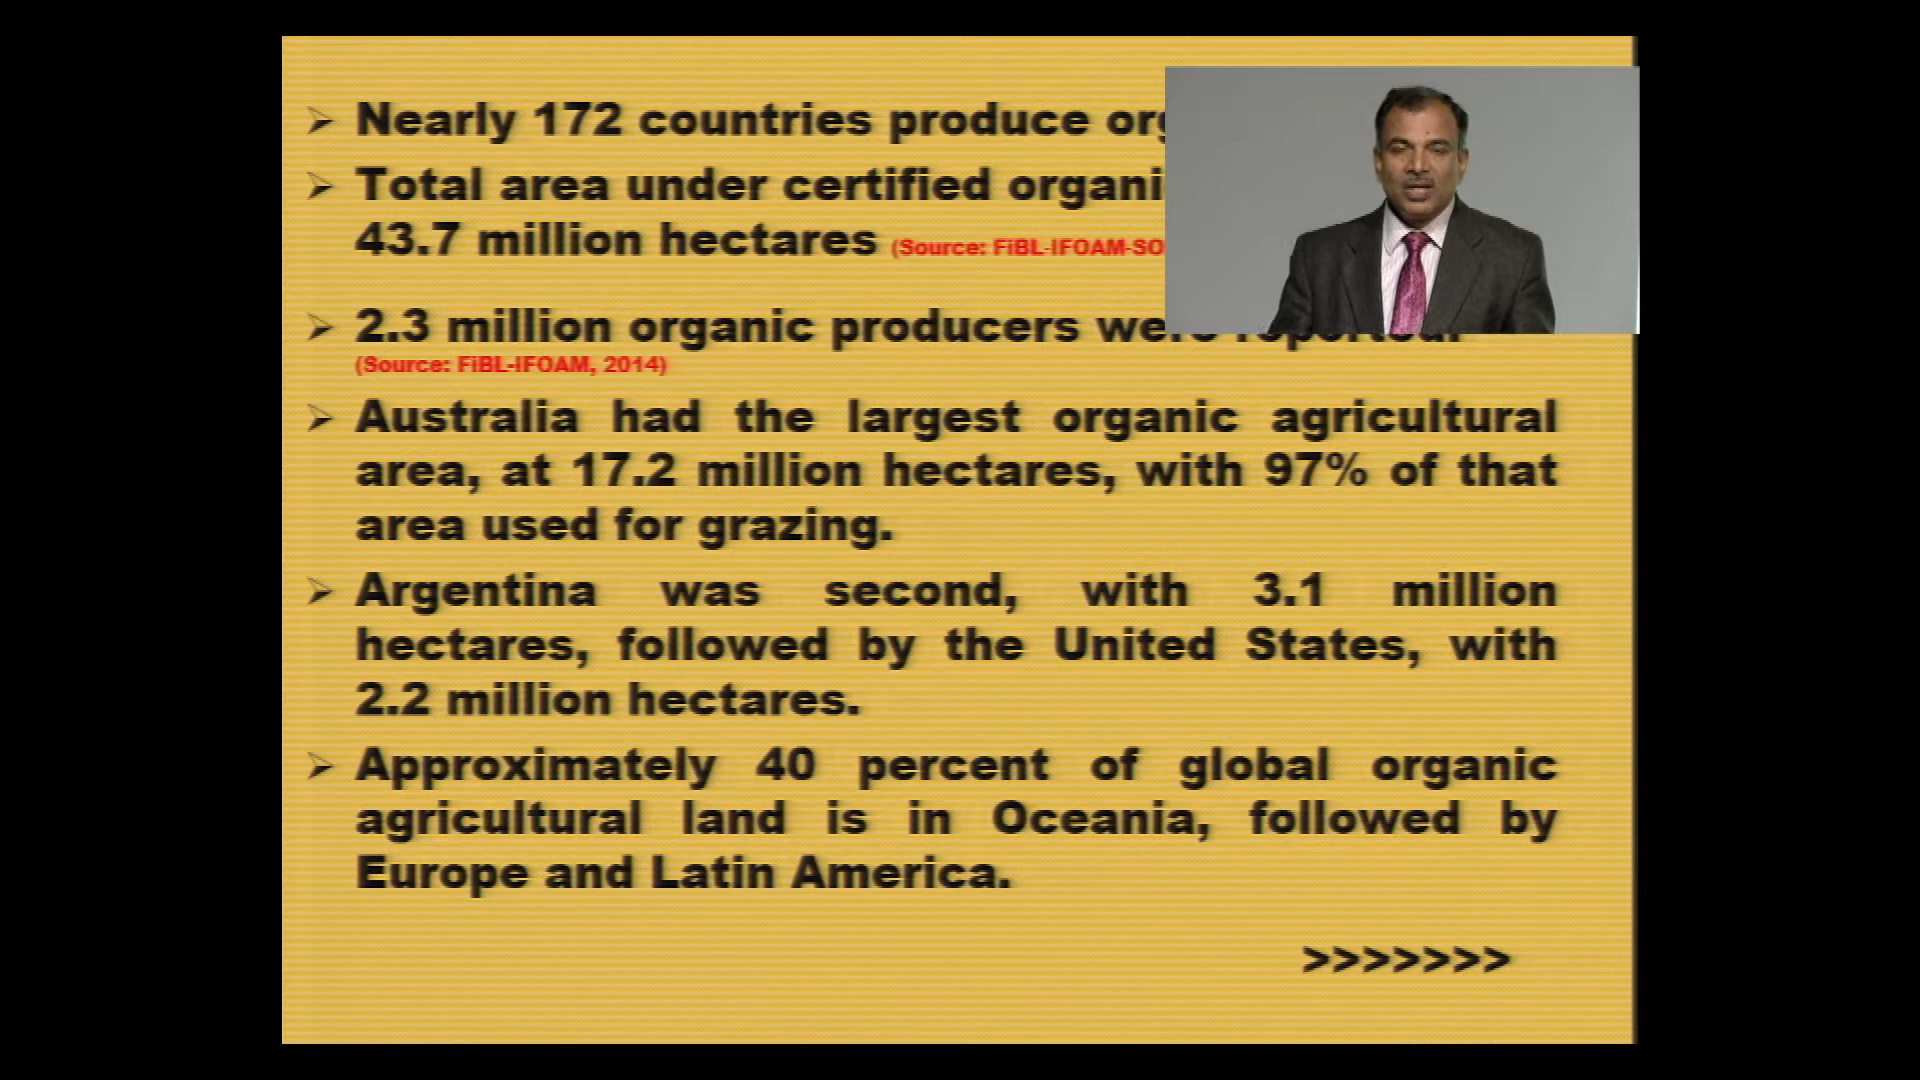 Nearly 172 countries produce
Total area under certified
43.7 million hectares (Source: FiBL-IFOAM-SO
2.3 million organic producers were reported.
(Source: FiBL-IFOAM, 2014)
Australia had the largest organic agricultural
area, at 17.2 million hectares, with 97% of that
area used for grazing.
Argentina was second, with 3.1 million
hectares, followed by the United States, with
2.2 million hectares.
Approximately 40 percent of global organic
agricultural land is in Oceania, followed by
Europe and Latin America.
>>>>>>>